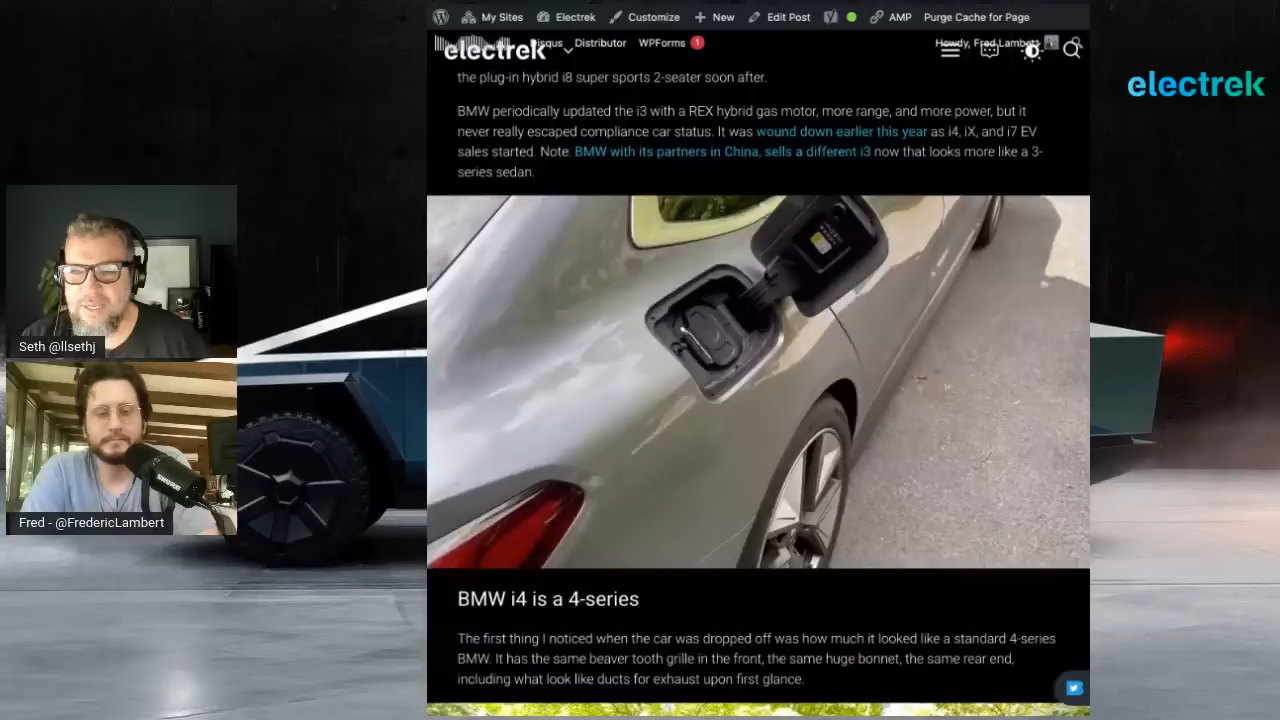 My Sites Electrek Customize New Edit Post AMP Purge Cache for Page
Disqus Distributor WPForms 1 Howdy, Fred Lambert
electrek
electrek
the plug-in hybrid i8 super sports 2-seater soon after.
BMW periodically updated the i3 with a REX hybrid gas motor, more range, and more power, but it
never really escaped compliance car status. It was wound down earlier this year as i4, iX, and i7 EV
sales started. Note: BMW with its partners in China, sells a different i3 now that looks more like a 3-
series sedan.
Seth @llsethj
Fred - @FredericLambert
BMW i4 is a 4-series
The first thing I noticed when the car was dropped off was how much it looked like a standard 4-series
BMW. It has the same beaver tooth grille in the front, the same huge bonnet, the same rear end,
including what look like ducts for exhaust upon first glance.